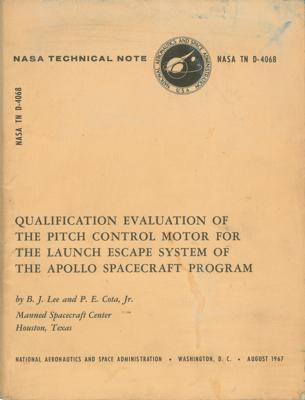 NASA TECHNICAL NOTE
NASA TN D-4068
NATIONAL AERONAUTICS AND SPACE ADMINISTRATION
U.S.A.
NASA TN D-4068
QUALIFICATION EVALUATION OF
THE PITCH CONTROL MOTOR FOR
THE LAUNCH ESCAPE SYSTEM OF
THE APOLLO SPACECRAFT PROGRAM
by B. J. Lee and P. E. Cota, Jr.
Manned Spacecraft Center
Houston, Texas
NATIONAL AERONAUTICS AND SPACE ADMINISTRATION • WASHINGTON, D. C. • AUGUST 1967